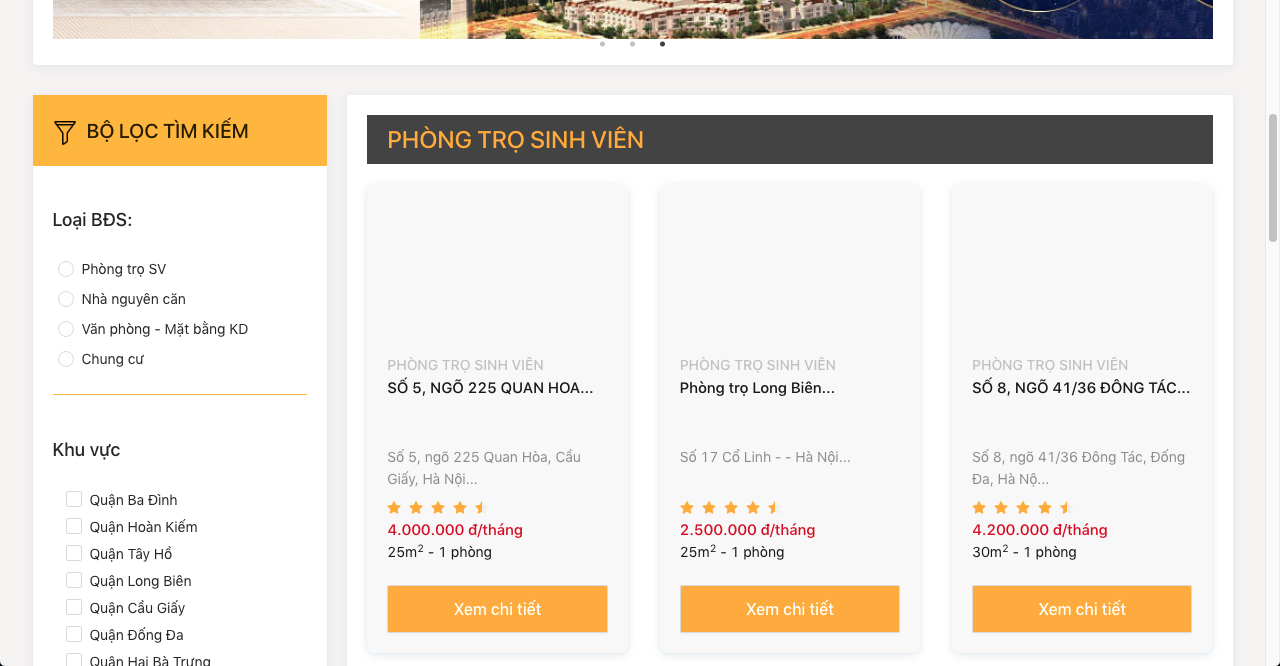 BỘ LỌC TÌM KIẾM
Loại BĐS:
Phòng trọ SV
Nhà nguyên căn
Văn phòng - Mặt bằng KD
Chung cư
Khu vực
Quận Ba Đình
Quận Hoàn Kiếm
Quận Tây Hồ
Quận Long Biên
Quận Cầu Giấy
Quận Đống Đa
Quận Hai Bà Trưng
PHÒNG TRỌ SINH VIÊN
PHÒNG TRỌ SINH VIÊN
SỐ 5, NGÕ 225 QUAN HOA...
Số 5, ngõ 225 Quan Hòa, Cầu
Giấy, Hà Nội...
4.000.000 đ/tháng
25m² - 1 phòng
Xem chi tiết
PHÒNG TRỌ SINH VIÊN
Phòng trọ Long Biên...
Số 17 Cổ Linh - - Hà Nội...
2.500.000 đ/tháng
25m² - 1 phòng
Xem chi tiết
PHÒNG TRỌ SINH VIÊN
SỐ 8, NGÕ 41/36 ĐÔNG TÁC...
Số 8, ngõ 41/36 Đông Tác, Đống
Đa, Hà Nộ...
4.200.000 đ/tháng
30m² - 1 phòng
Xem chi tiết